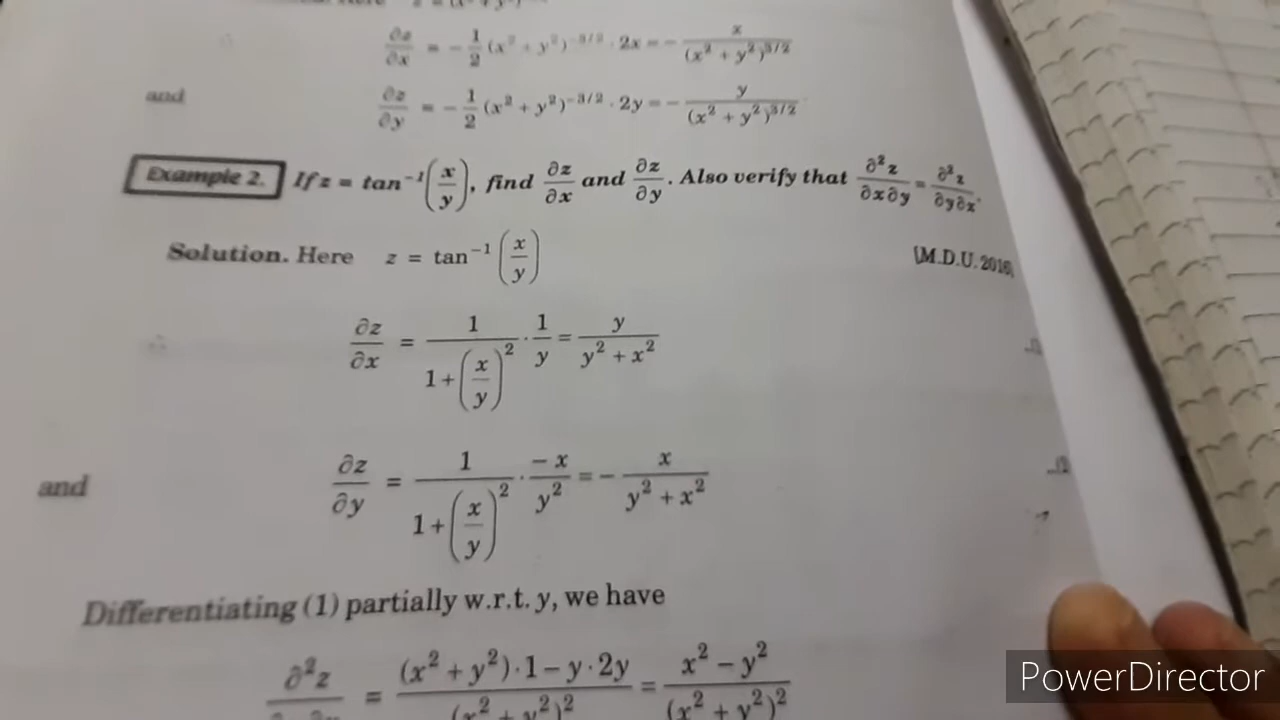 ∂z/∂x = − 1/2 (x² + y²)^−3/2 · 2x = − x/(x² + y²)^3/2
and ∂z/∂y = − 1/2 (x² + y²)^−3/2 · 2y = − y/(x² + y²)^3/2
Example 2. If z = tan⁻¹(x/y), find ∂z/∂x and ∂z/∂y. Also verify that ∂²z/∂x∂y = ∂²z/∂y∂x.
[M.D.U. 2016]
Solution. Here z = tan⁻¹(x/y)
∴ ∂z/∂x = 1/(1+(x/y)²) · 1/y = y/(y² + x²)
and ∂z/∂y = 1/(1+(x/y)²) · −x/y² = − x/(y² + x²)
Differentiating (1) partially w.r.t. y, we have
∂²z = ((x² + y²)·1 − y·2y)/(x² + y²)² = (x² − y²)/(x² + y²)²
PowerDirector